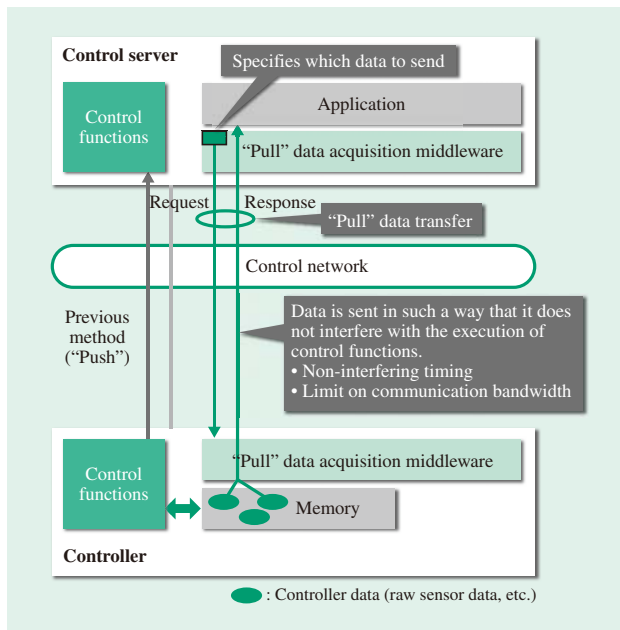 Control server
Specifies which data to send
Control
functions
Application
“Pull” data acquisition middleware
Request
Response
“Pull” data transfer
Control network
Previous
method
(“Push”)
Data is sent in such a way that it does
not interfere with the execution of
control functions.
• Non-interfering timing
• Limit on communication bandwidth
Control
functions
“Pull” data acquisition middleware
Memory
Controller
: Controller data (raw sensor data, etc.)